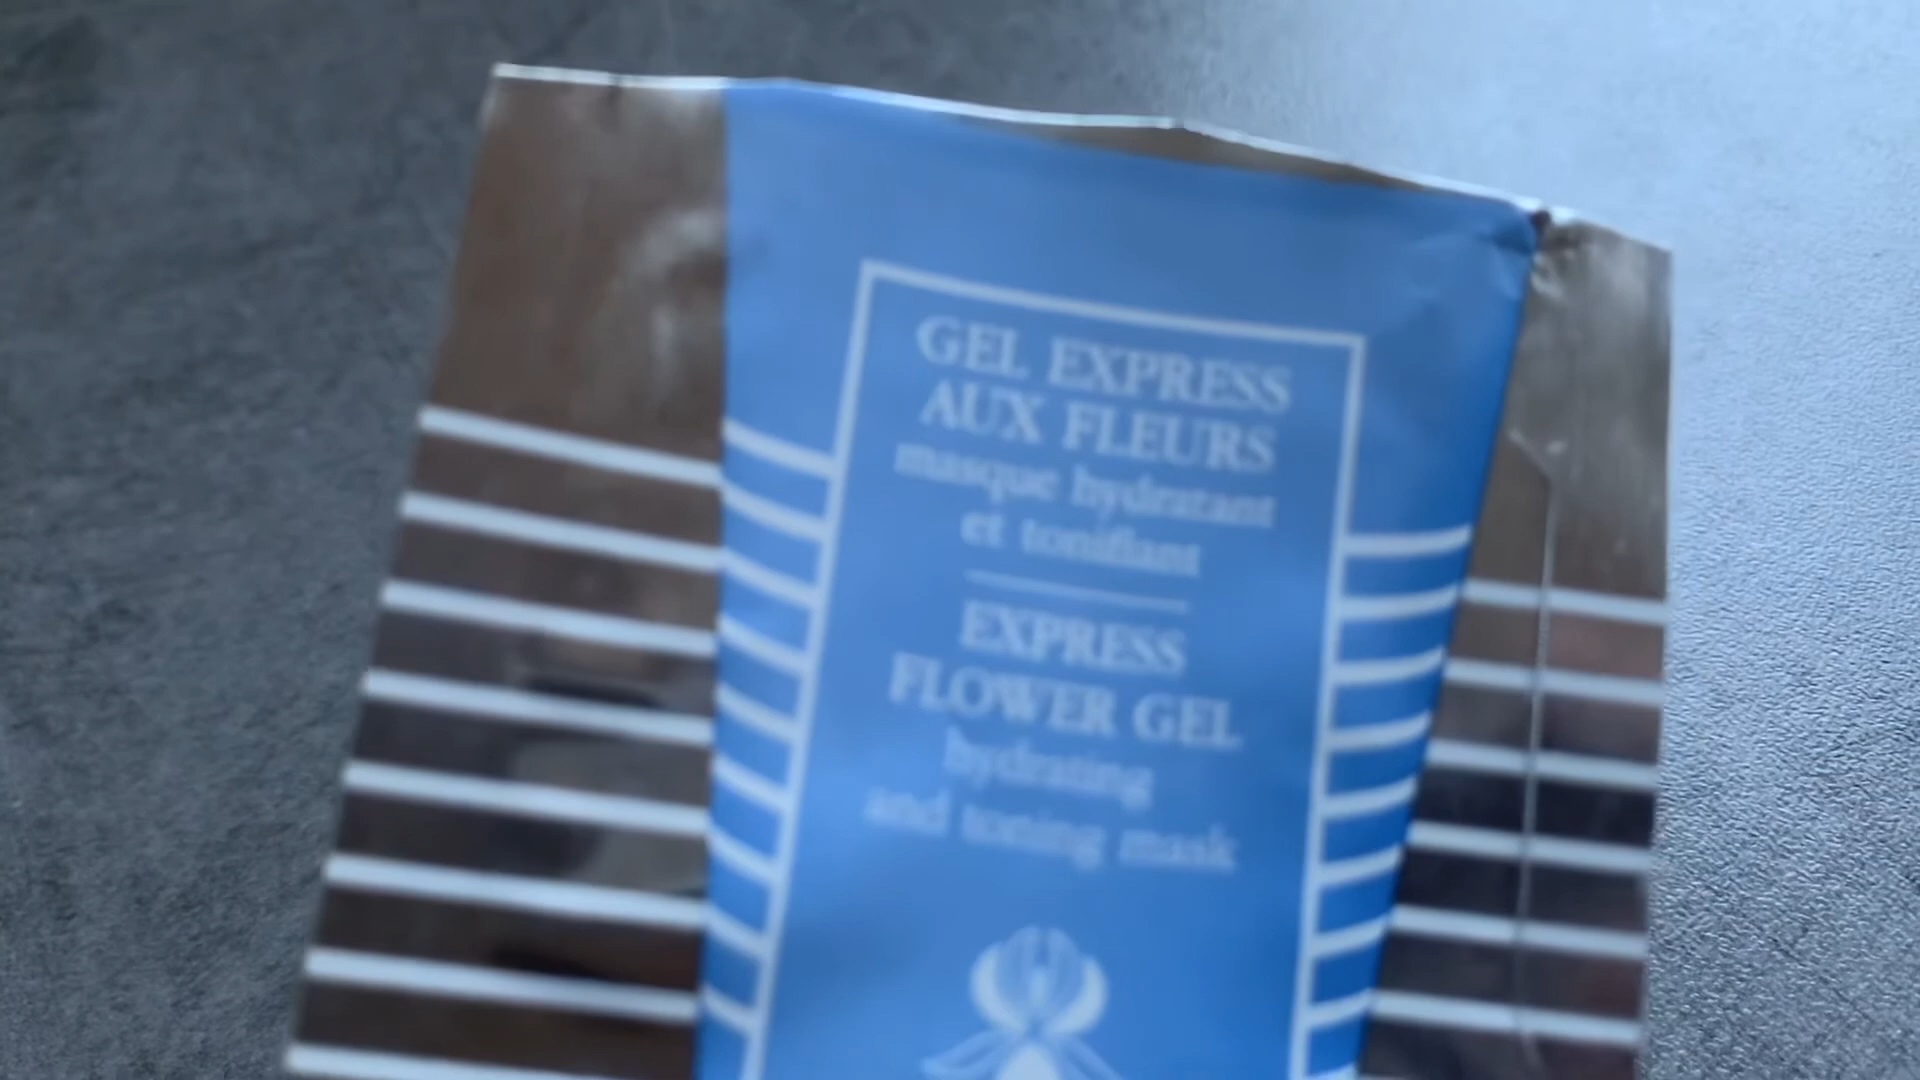 GEL EXPRESS
AUX FLEURS
masque hydratant
et tonifiant
EXPRESS
FLOWER GEL
hydrating
and toning mask